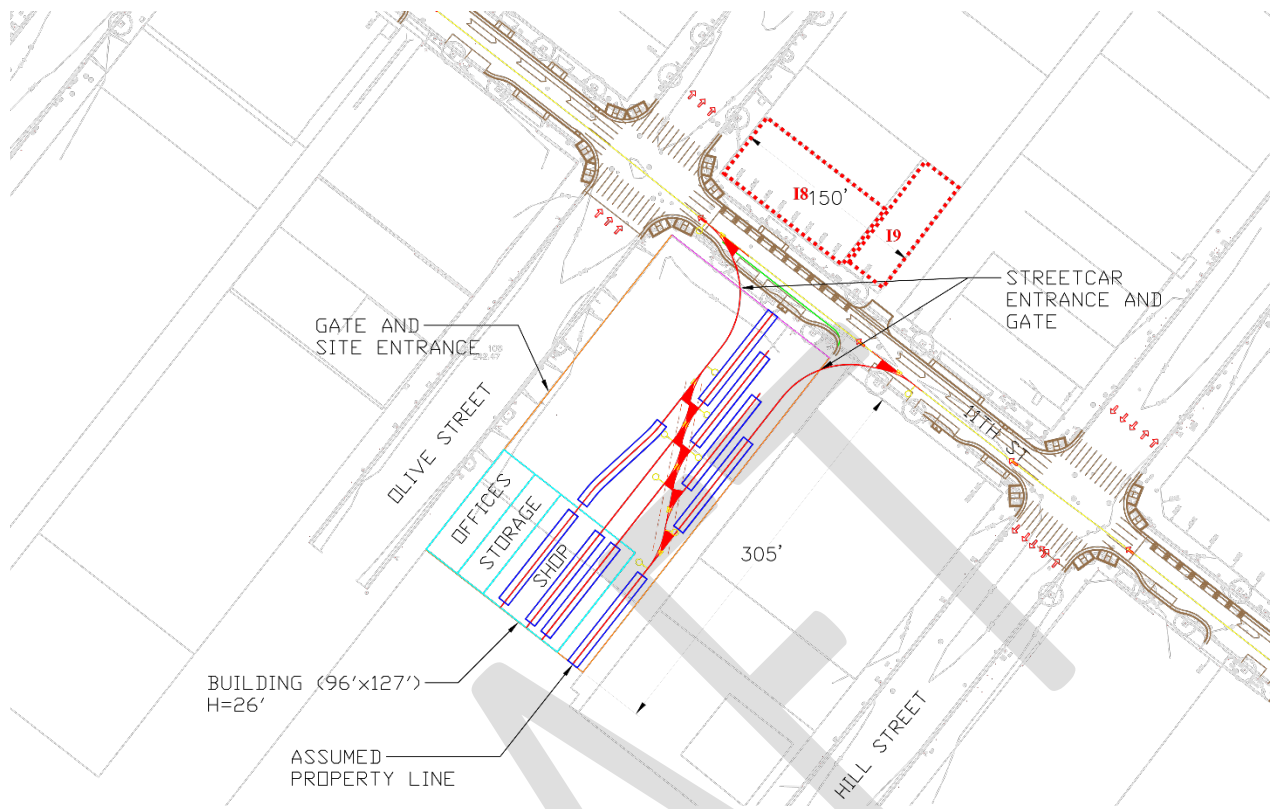 I8
150'
I9
STREETCAR
ENTRANCE AND
GATE
GATE AND
SITE ENTRANCE
OLIVE STREET
11TH ST
OFFICES
STORAGE
SHOP
305'
BUILDING (96'x127')
H=26'
ASSUMED
PROPERTY LINE
HILL STREET